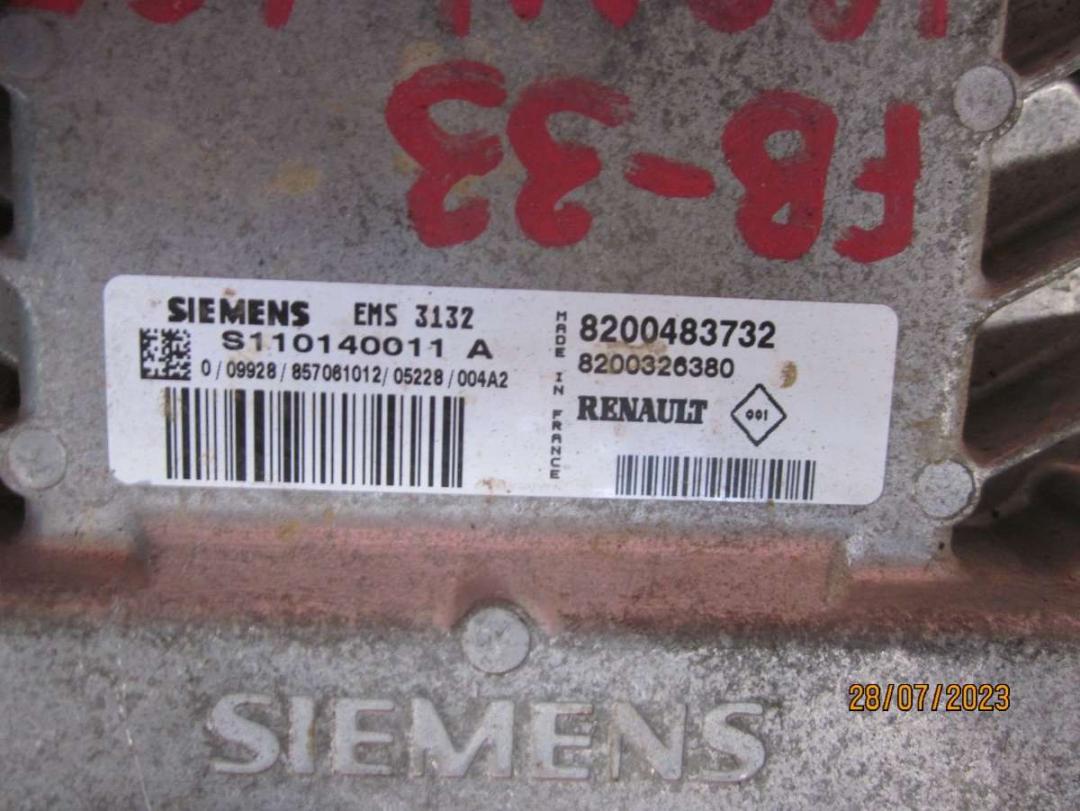 FB-33
SIEMENS EMS 3132
S110140011 A
0/09928/857061012/05228/004A2
MADE IN FRANCE
8200483732
8200326380
RENAULT 001
SIEMENS
28/07/2023